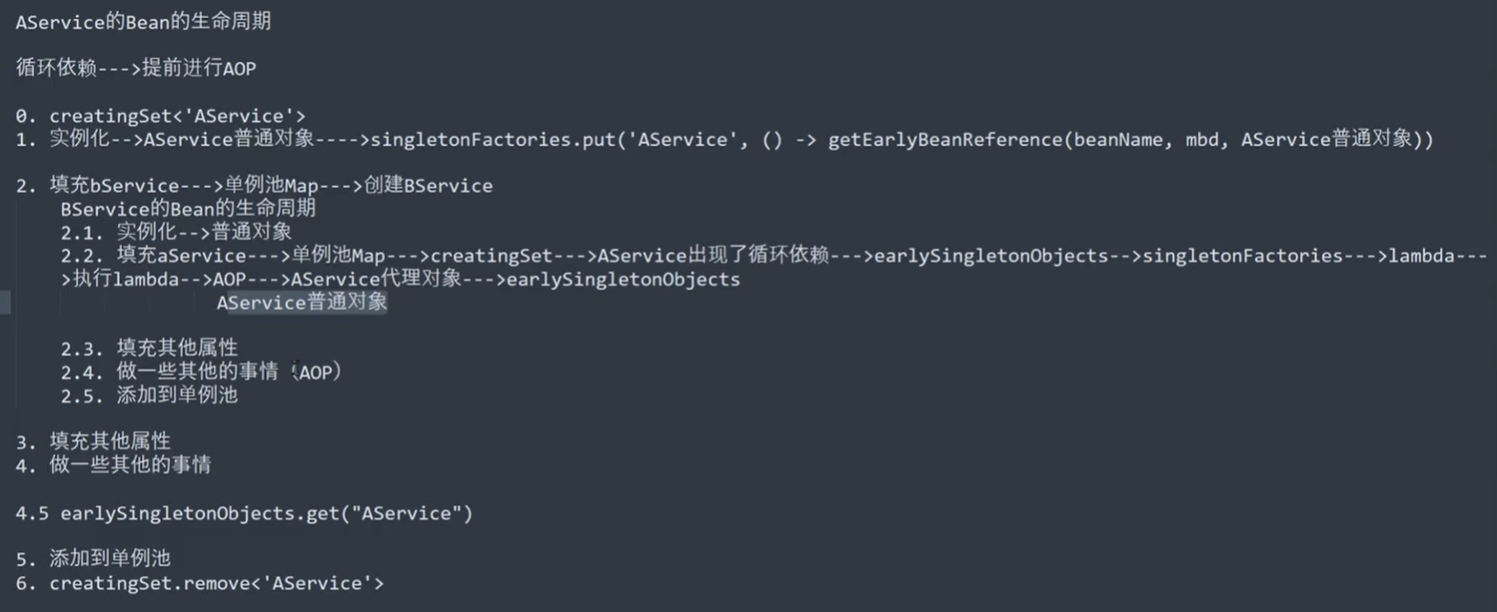 AService的Bean的生命周期
循环依赖--->提前进行AOP
0. creatingSet<'AService'>
1. 实例化-->AService普通对象---->singletonFactories.put('AService', () -> getEarlyBeanReference(beanName, mbd, AService普通对象))
2. 填充bService--->单例池Map--->创建BService
BService的Bean的生命周期
2.1. 实例化-->普通对象
2.2. 填充aService--->单例池Map--->creatingSet--->AService出现了循环依赖--->earlySingletonObjects-->singletonFactories--->lambda---
>执行lambda-->AOP--->AService代理对象--->earlySingletonObjects
AService普通对象
2.3. 填充其他属性
2.4. 做一些其他的事情（AOP）
2.5. 添加到单例池
3. 填充其他属性
4. 做一些其他的事情
4.5 earlySingletonObjects.get("AService")
5. 添加到单例池
6. creatingSet.remove<'AService'>